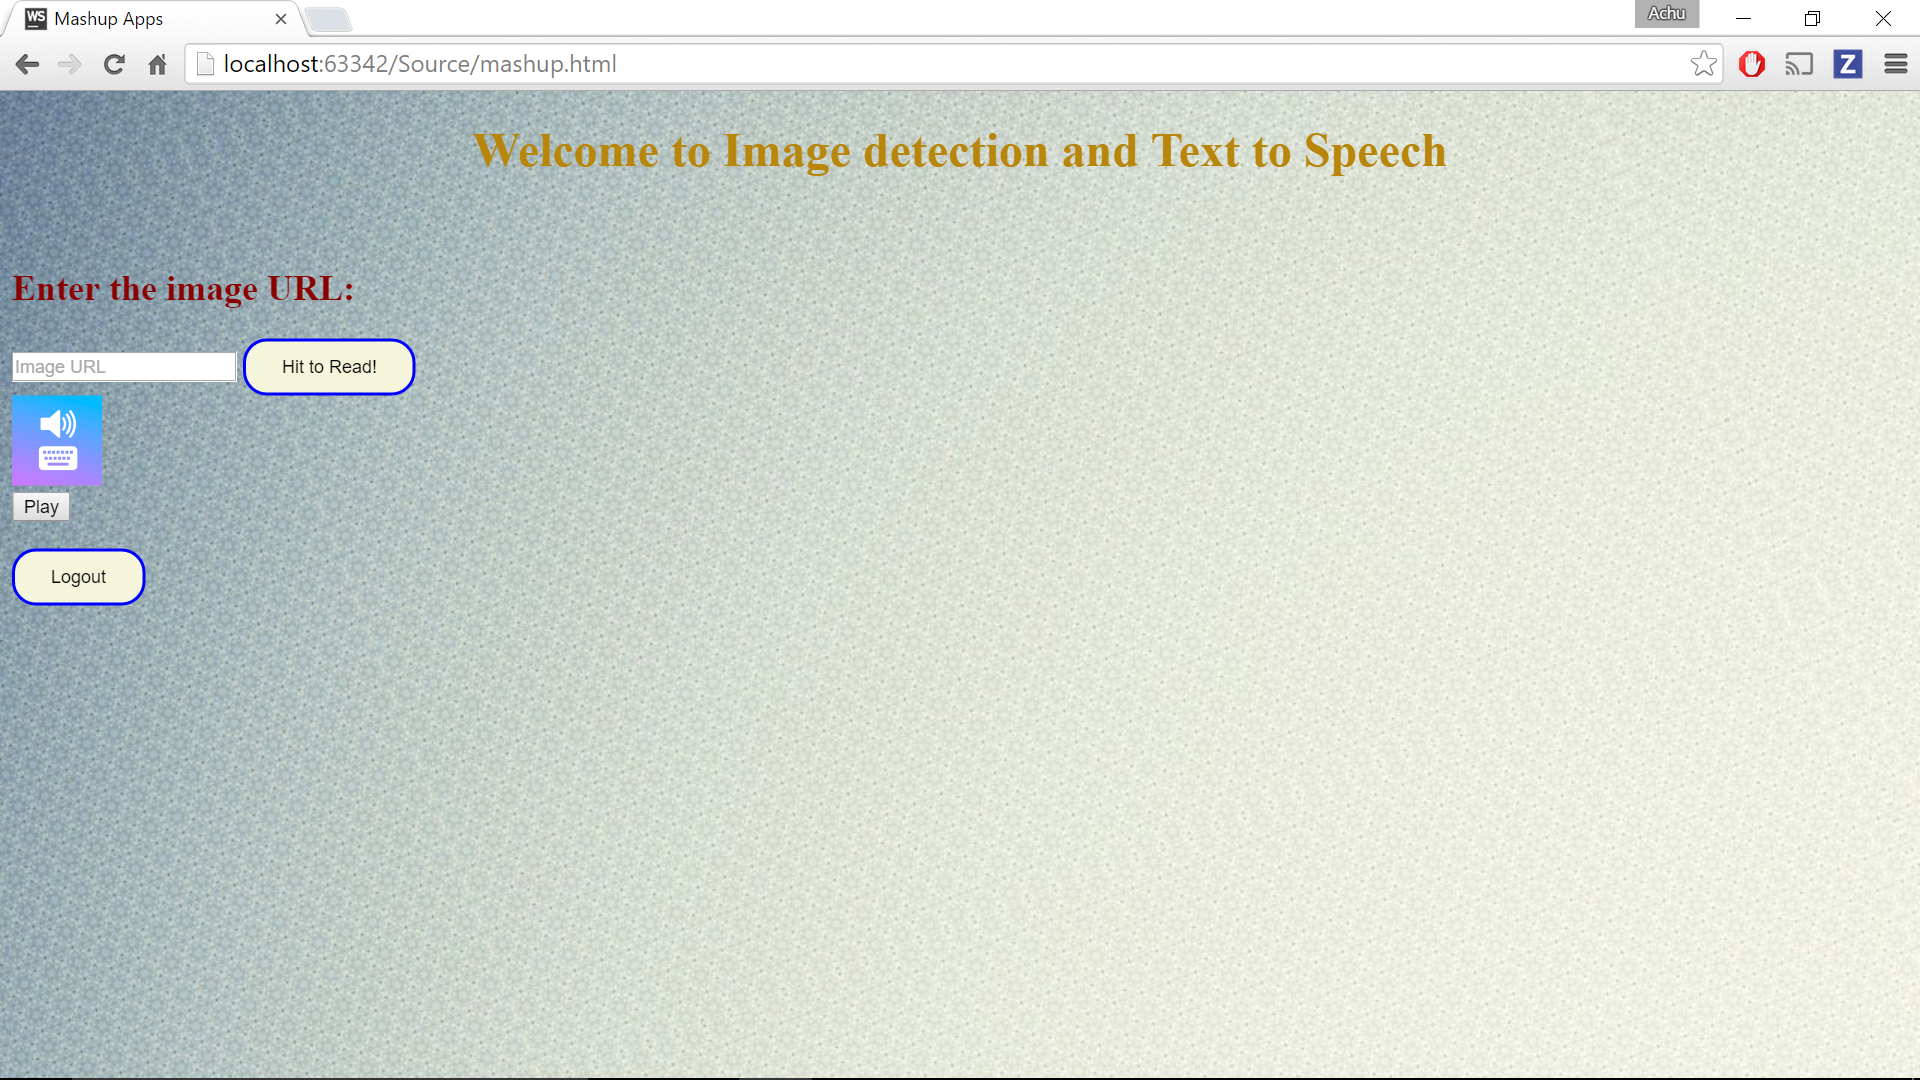 WS Mashup Apps
Achu
localhost:63342/Source/mashup.html
Z
Welcome to Image detection and Text to Speech
Enter the image URL:
Image URL
Hit to Read!
Play
Logout